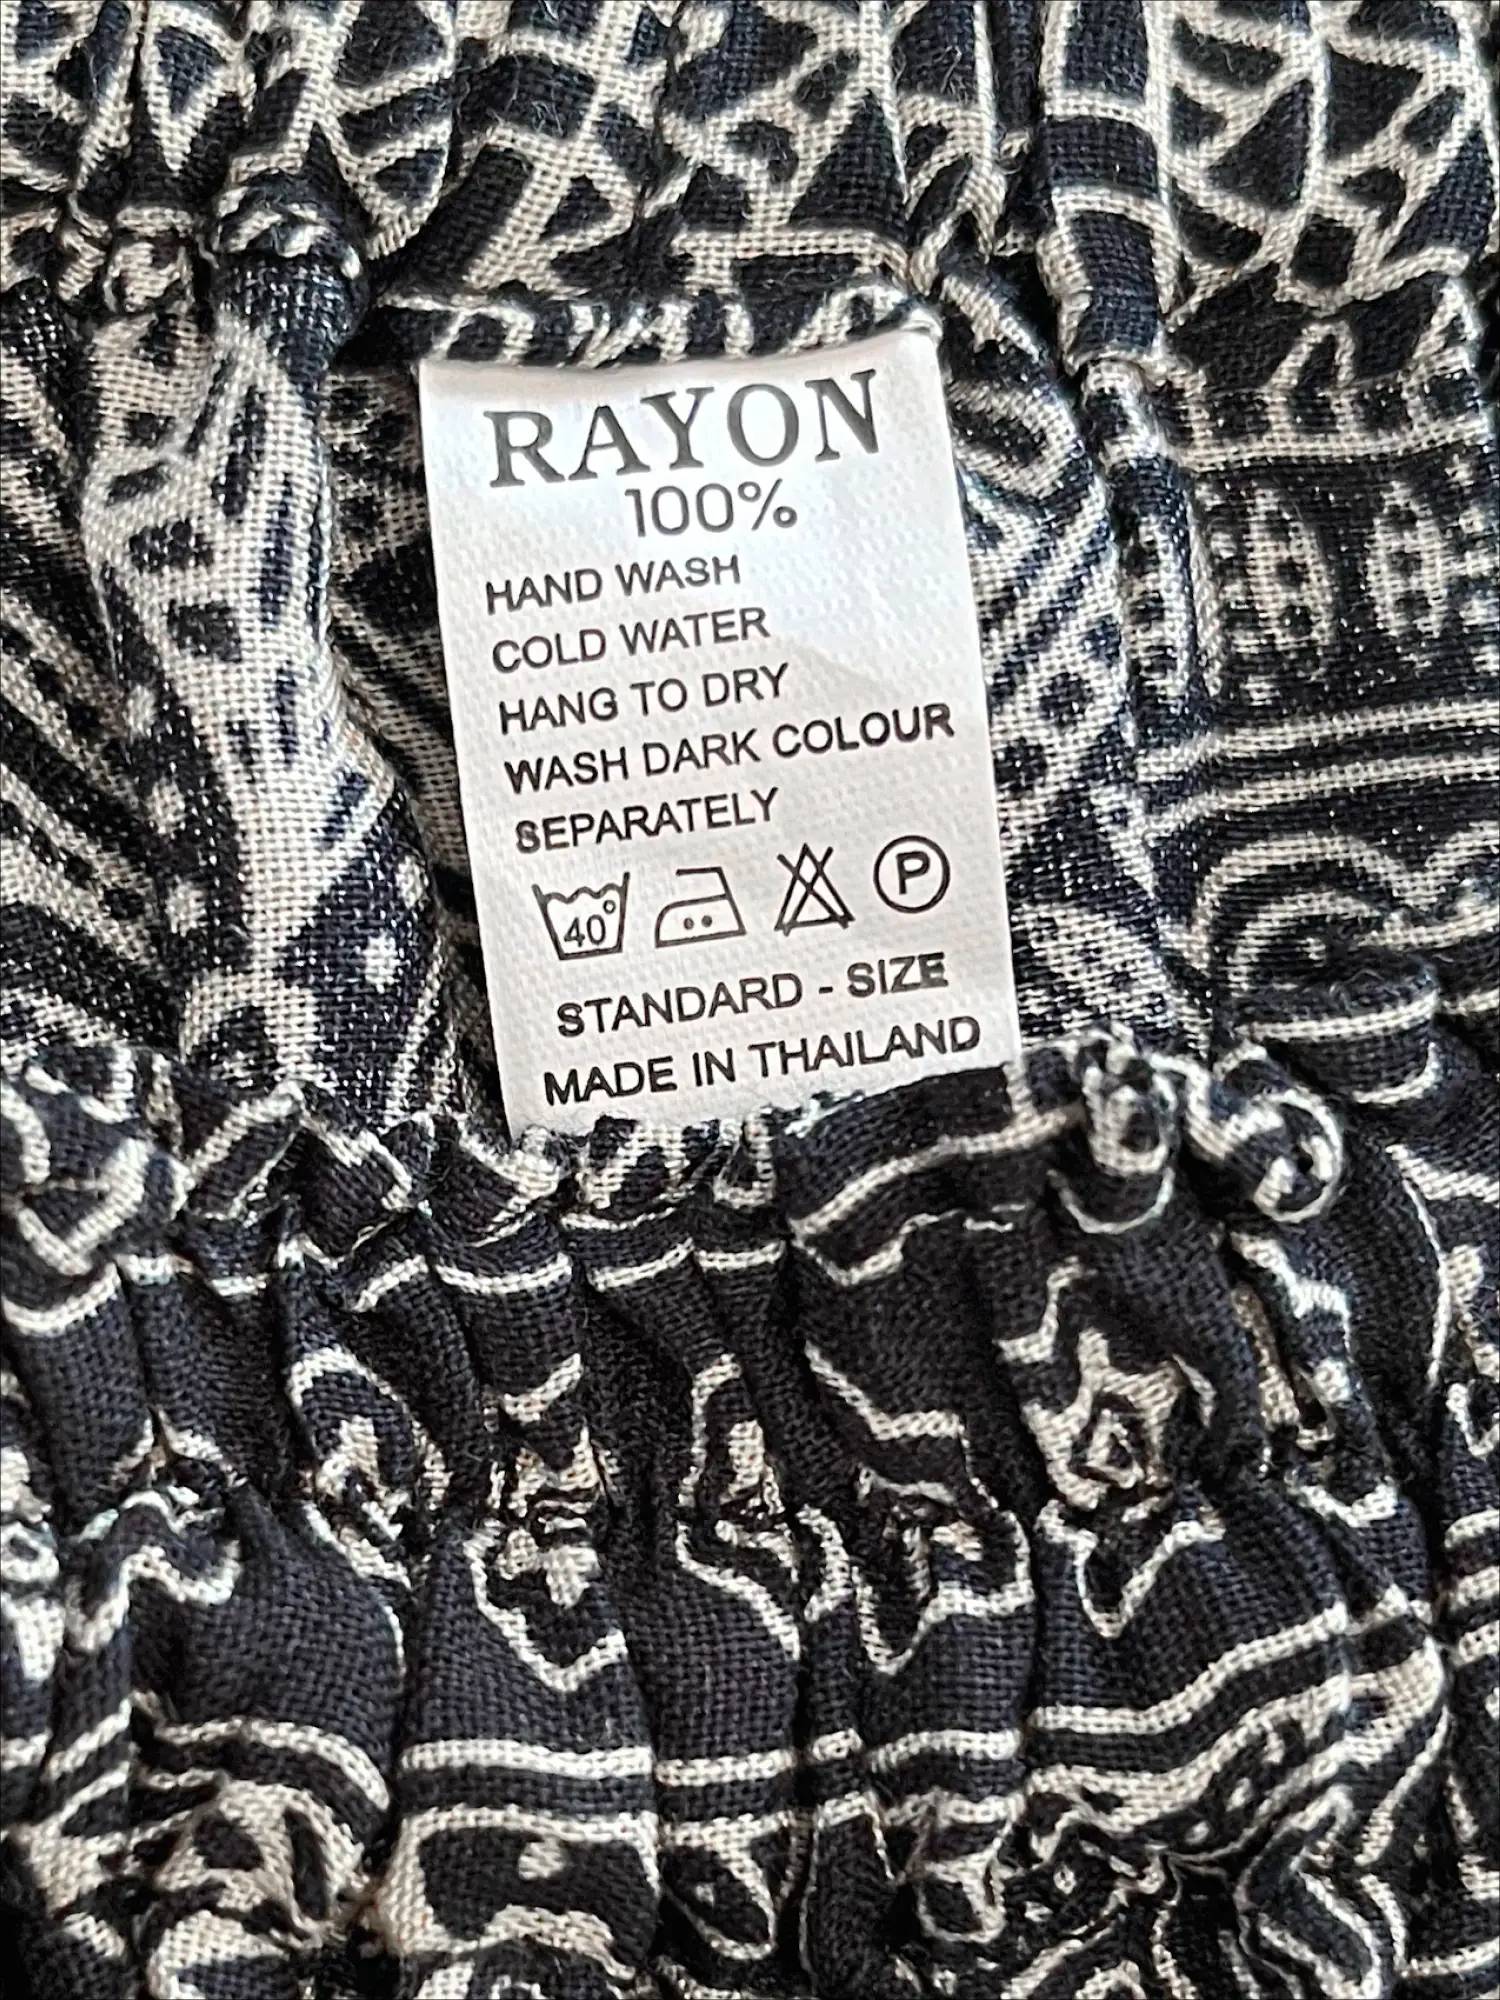 RAYON
100%
HAND WASH
COLD WATER
HANG TO DRY
WASH DARK COLOUR
SEPARATELY
40° P
STANDARD - SIZE
MADE IN THAILAND